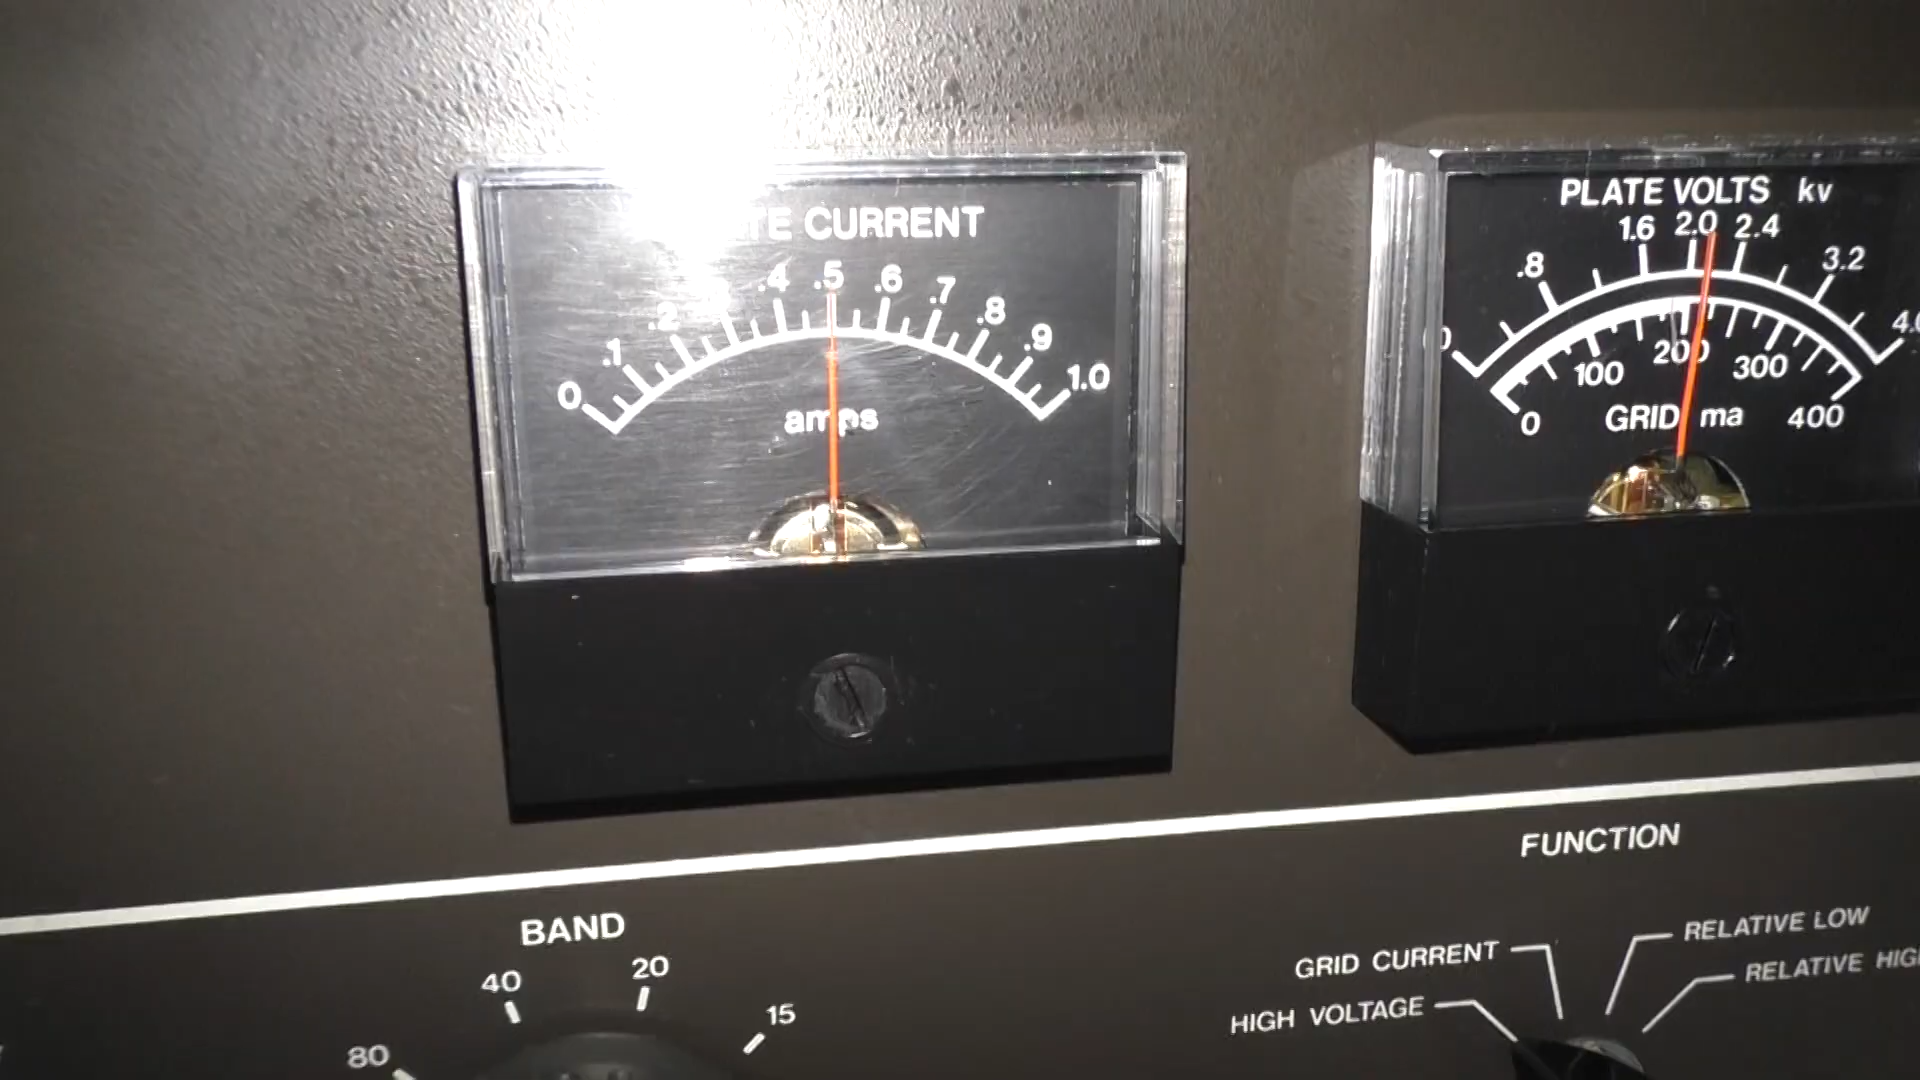 CURRENT
0 .1 .2 .4 .5 .6 .7 .8 .9 1.0
amps
PLATE VOLTS kv
0 .8 1.6 2.0 2.4 3.2
0 100 200 300 400
GRID ma
BAND
80 40 20 15
FUNCTION
HIGH VOLTAGE
GRID CURRENT
RELATIVE LOW
RELATIVE